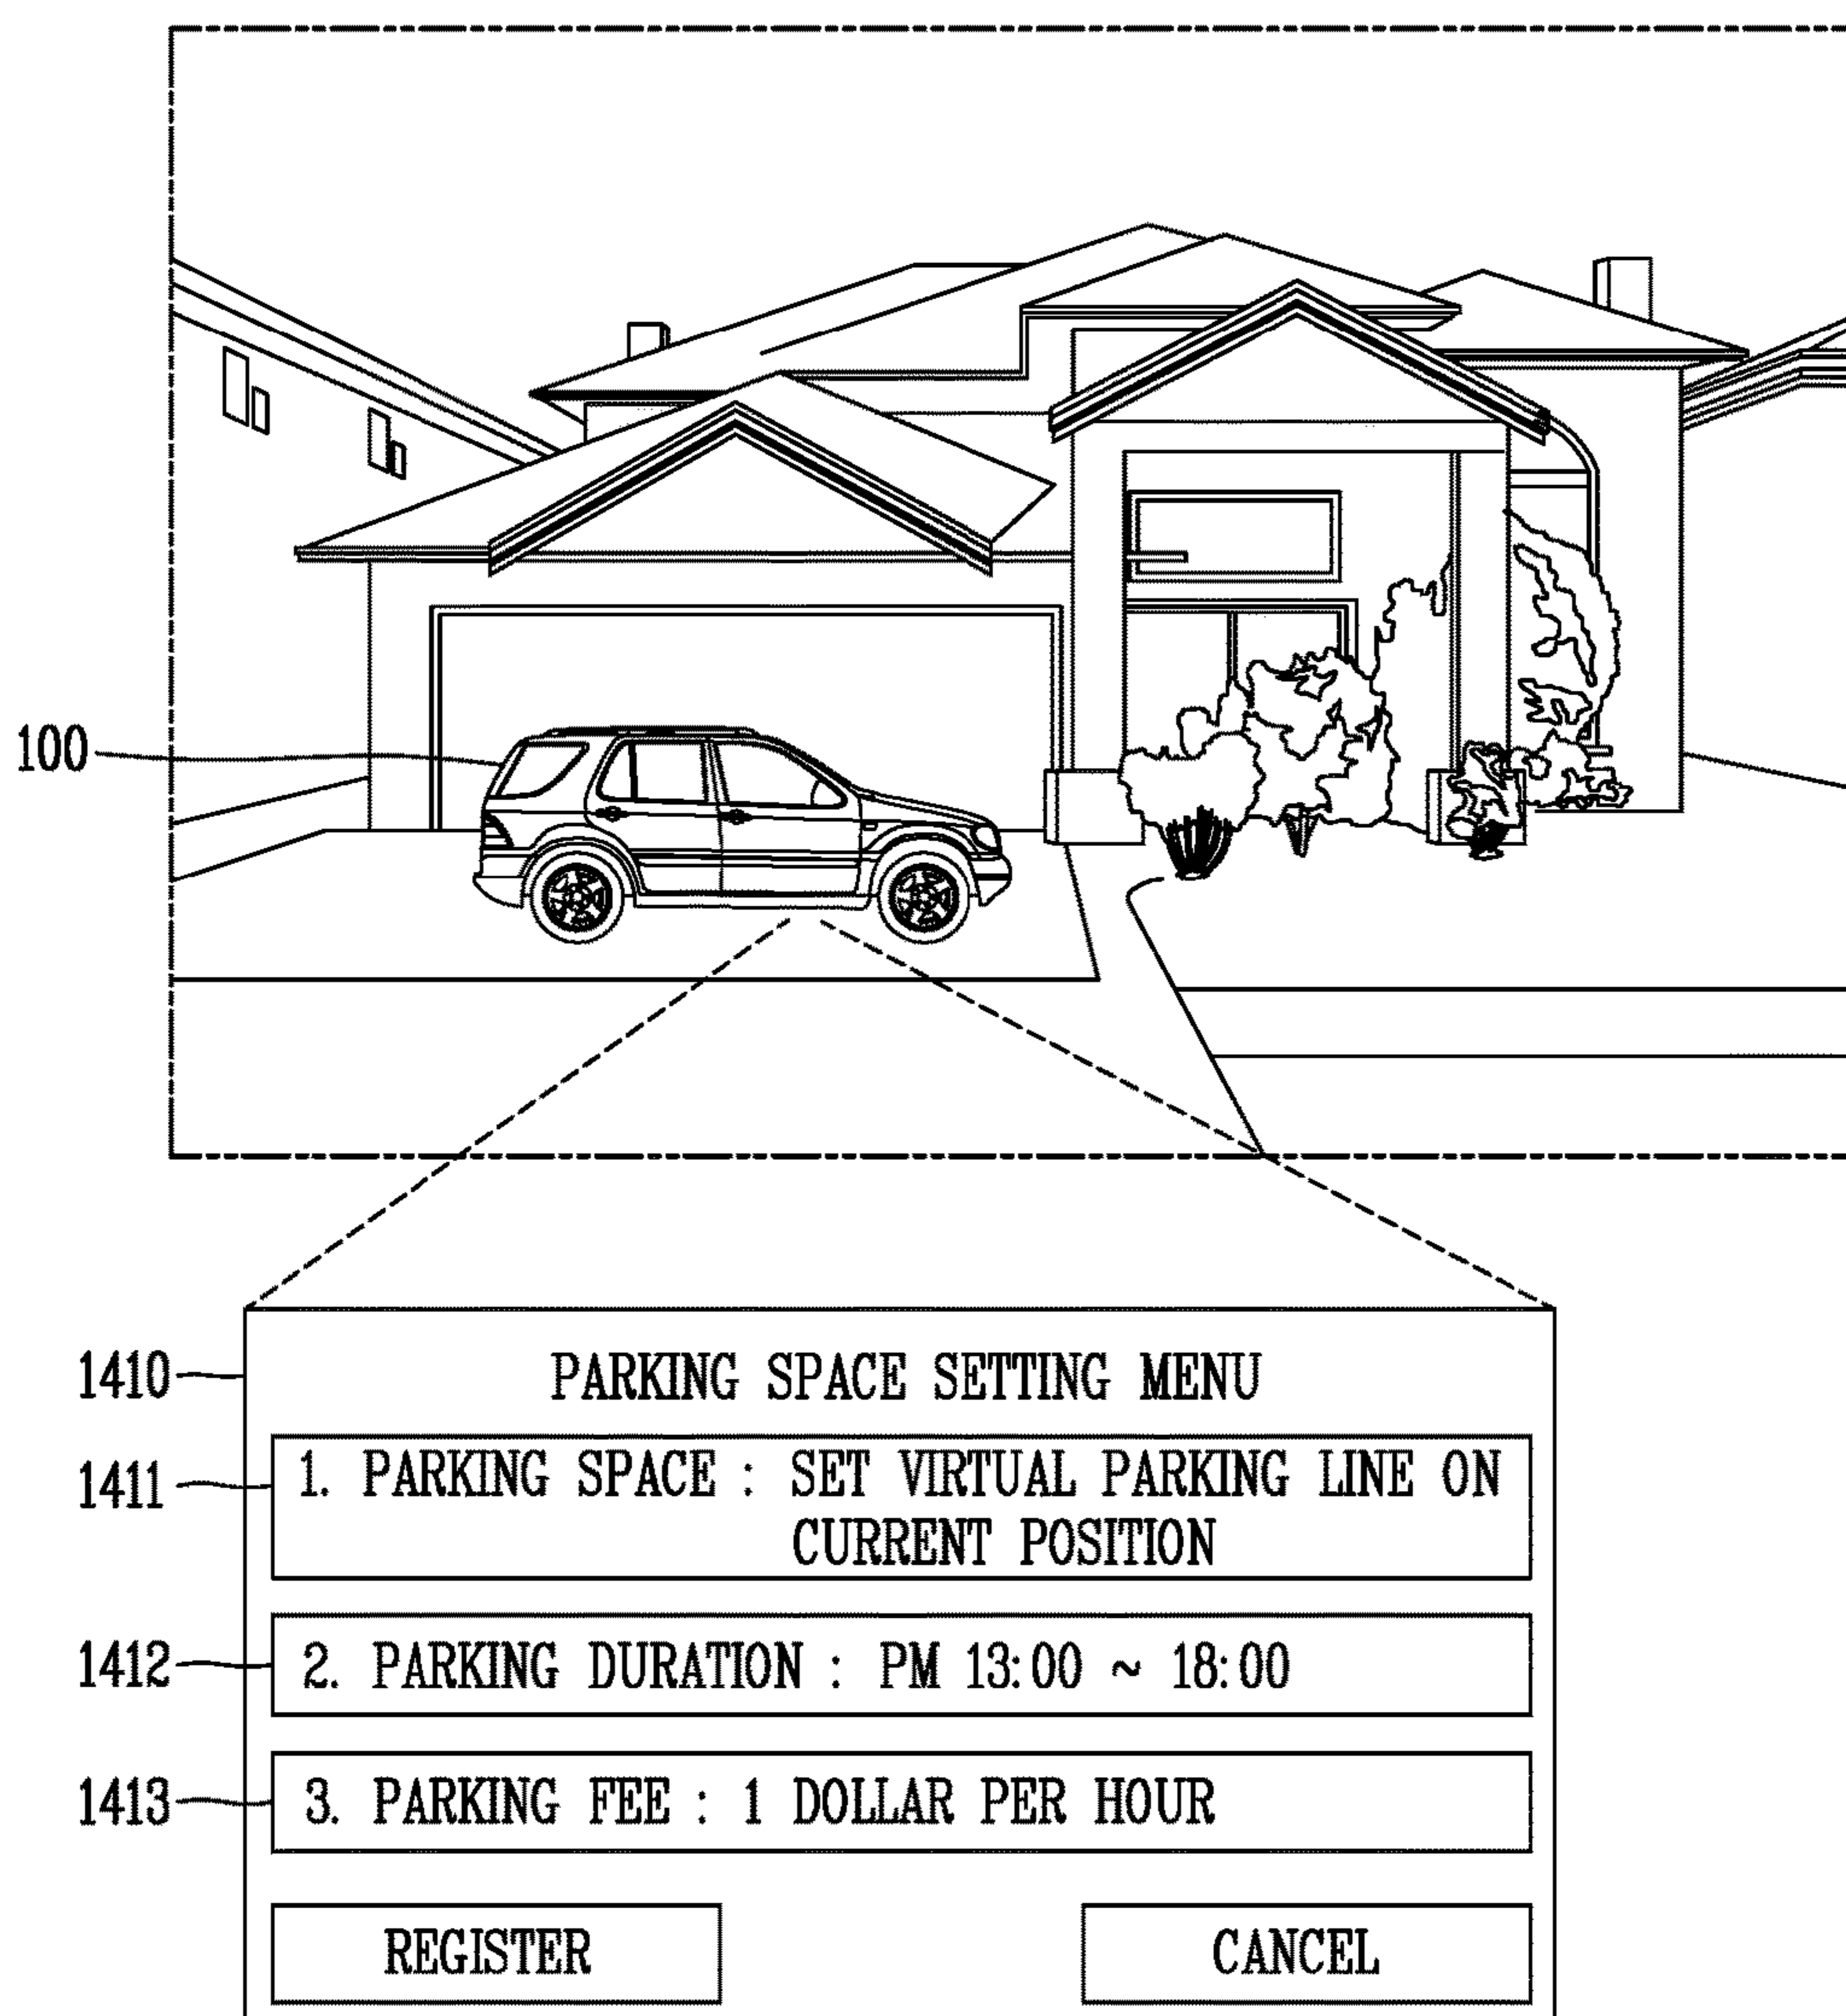 100
1410
PARKING SPACE SETTING MENU
1411
1. PARKING SPACE : SET VIRTUAL PARKING LINE ON
CURRENT POSITION
1412
2. PARKING DURATION : PM 13:00 ~ 18:00
1413
3. PARKING FEE : 1 DOLLAR PER HOUR
REGISTER
CANCEL